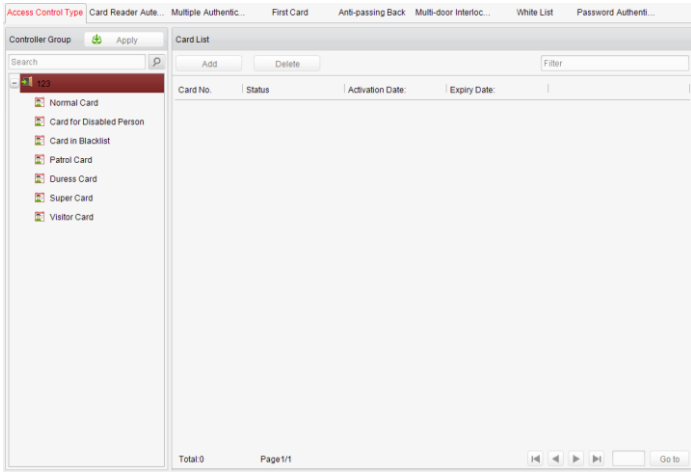 Access Control Type Card Reader Aute... Multiple Authentic... First Card Anti-passing Back Multi-door Interloc... White List Password Authenti...
Controller Group Apply
Search
123
Normal Card
Card for Disabled Person
Card in Blacklist
Patrol Card
Duress Card
Super Card
Visitor Card
Card List
Add Delete Filter
Card No. Status Activation Date: Expiry Date:
Total:0 Page1/1 Go to